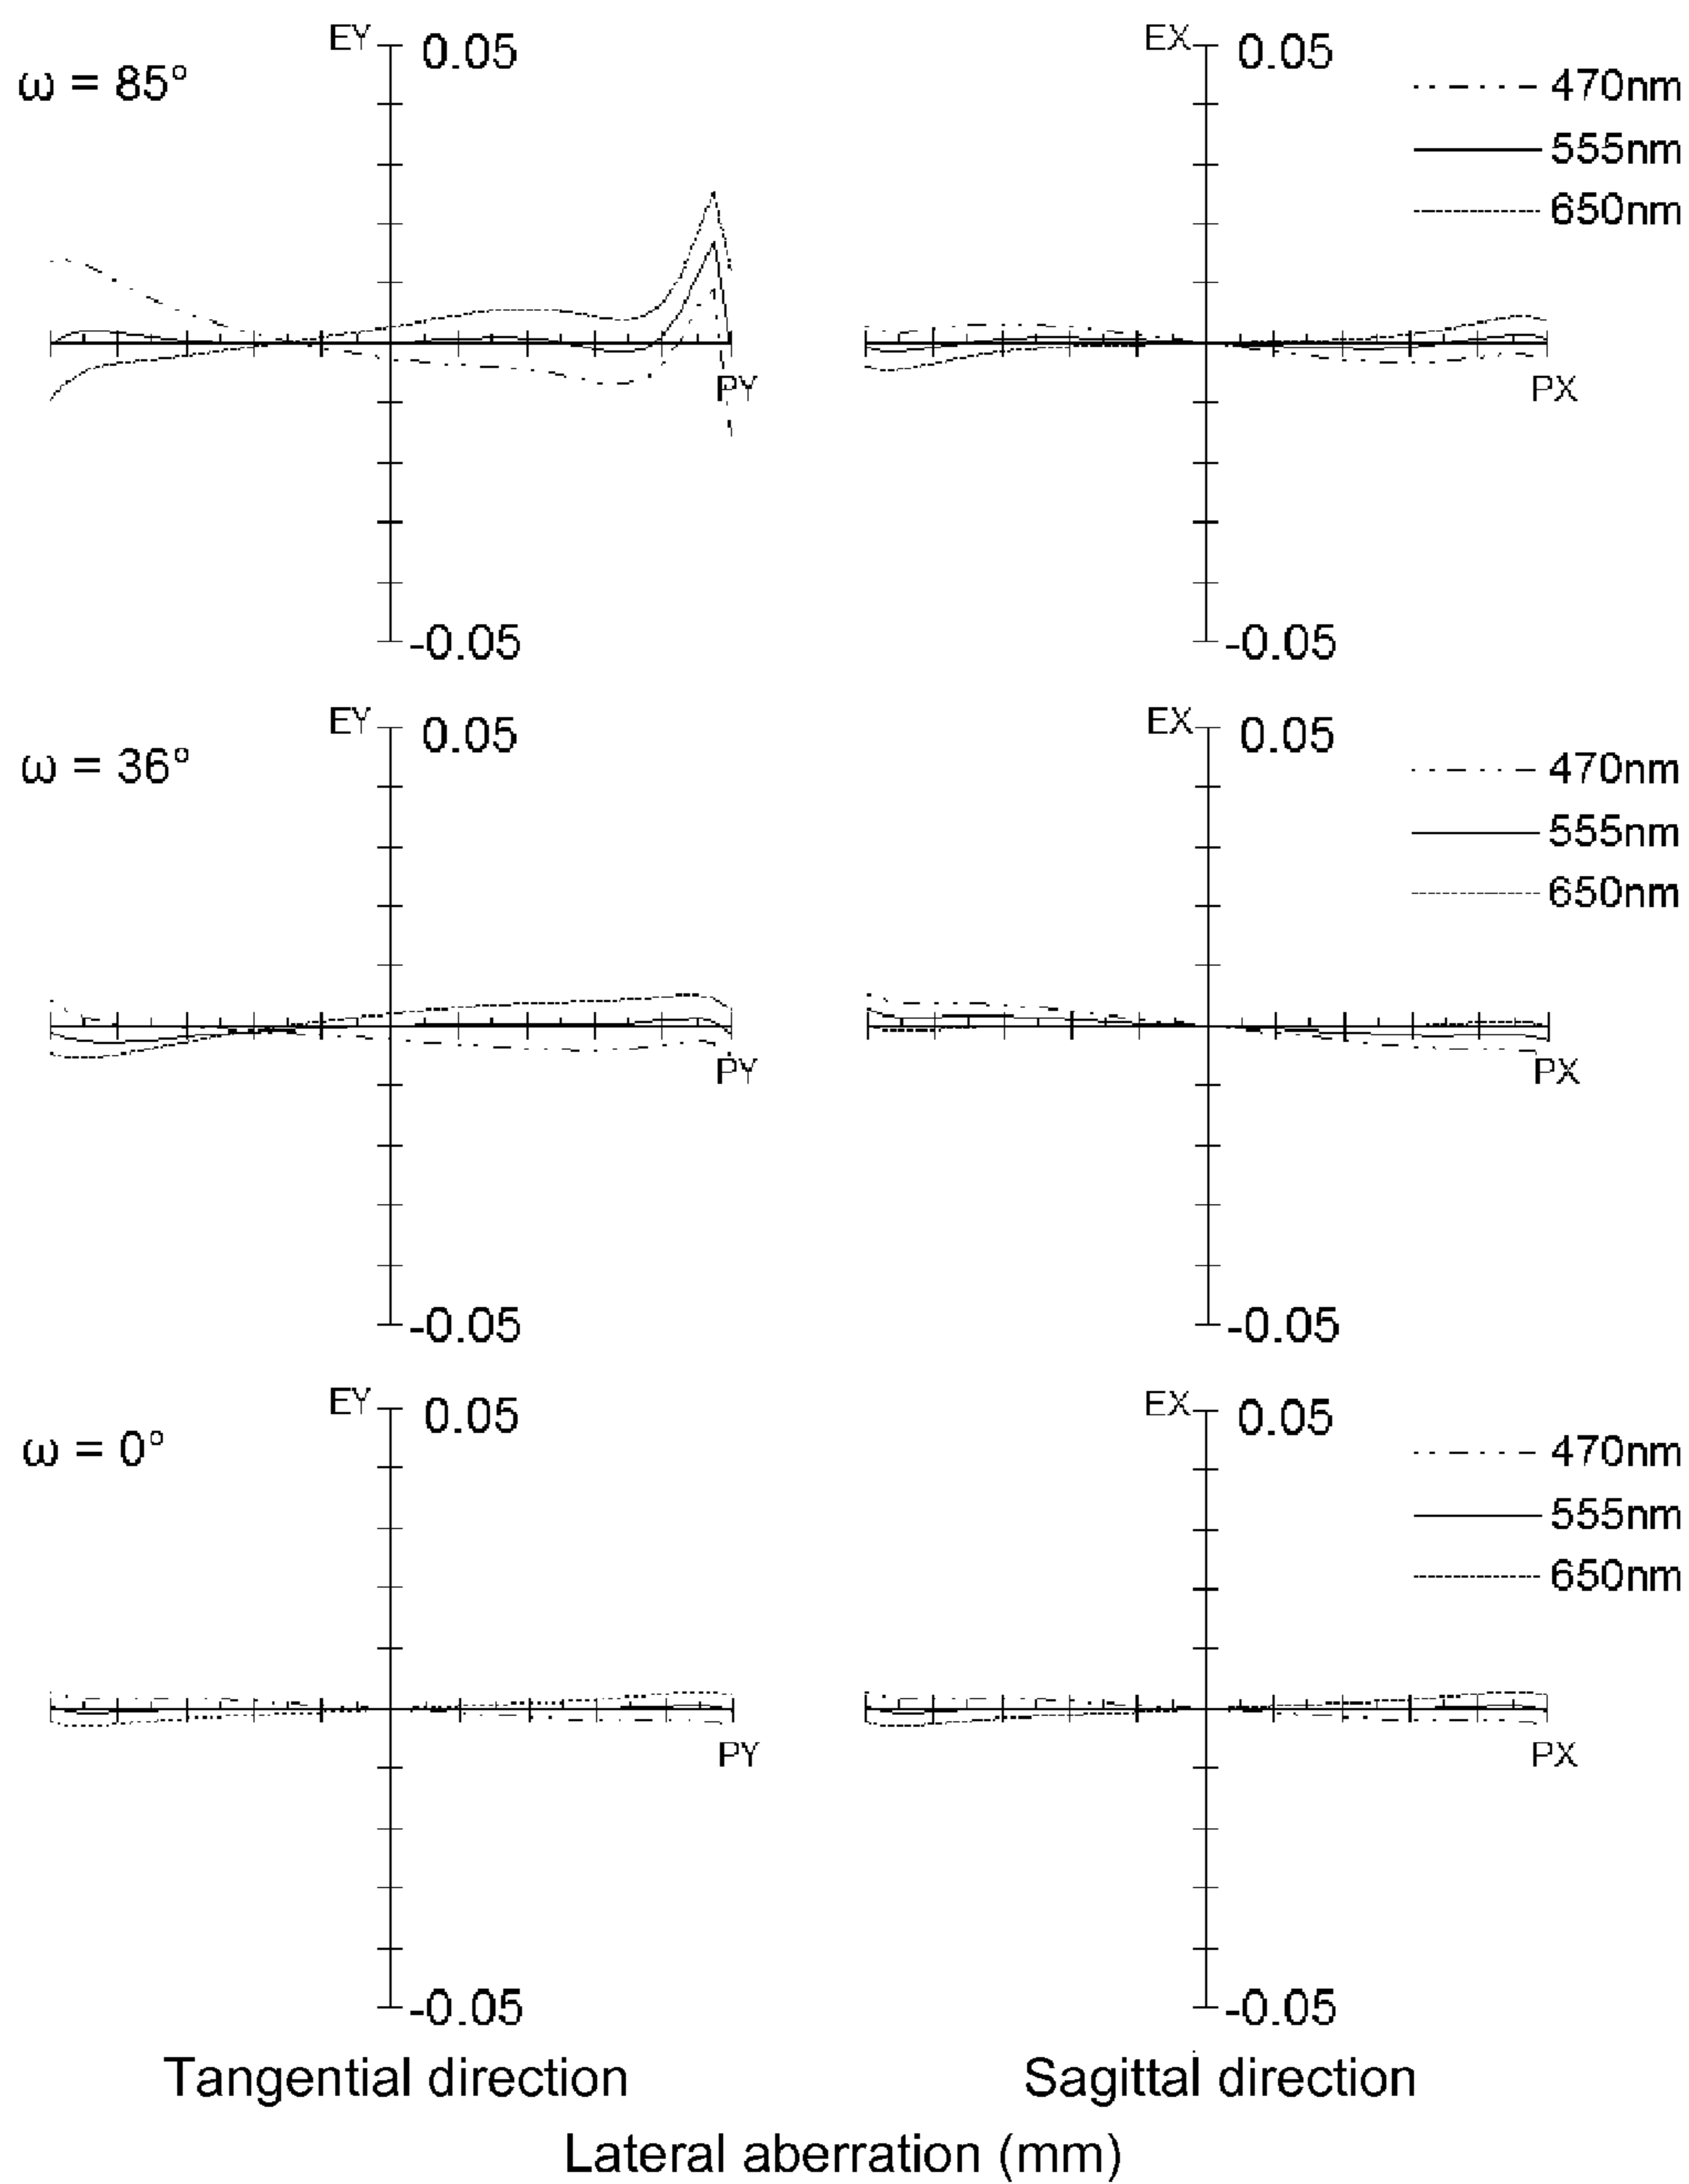 ω = 85°
EY 0.05
EX 0.05
470nm
555nm
650nm
PY
PX
-0.05
-0.05
ω = 36°
EY 0.05
EX 0.05
470nm
555nm
650nm
PY
PX
-0.05
-0.05
ω = 0°
EY 0.05
EX 0.05
470nm
555nm
650nm
PY
PX
-0.05
-0.05
Tangential direction
Sagittal direction
Lateral aberration (mm)